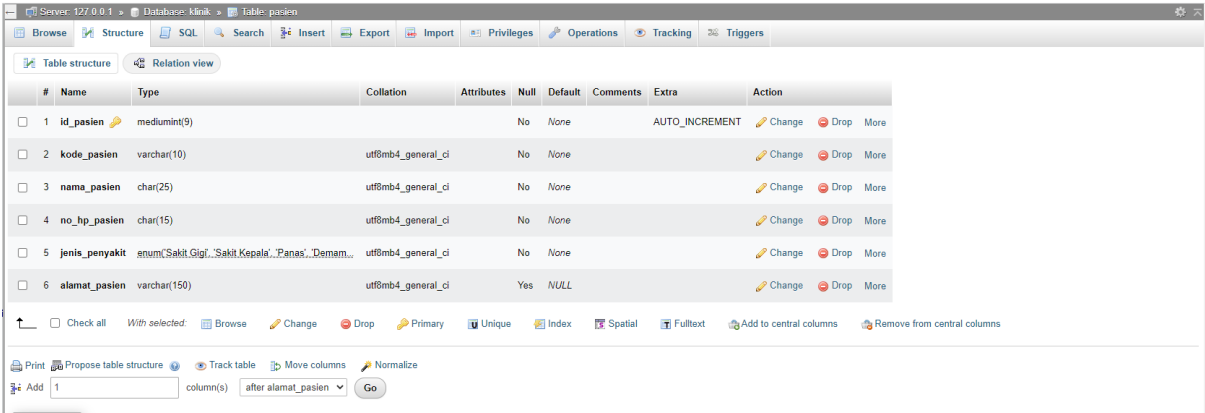 Server: 127.0.0.1 » Database: klinik » Table: pasien
Browse Structure SQL Search Insert Export Import Privileges Operations Tracking Triggers
Table structure Relation view
# Name Type Collation Attributes Null Default Comments Extra Action
1 id_pasien mediumint(9) No None AUTO_INCREMENT Change Drop More
2 kode_pasien varchar(10) utf8mb4_general_ci No None Change Drop More
3 nama_pasien char(25) utf8mb4_general_ci No None Change Drop More
4 no_hp_pasien char(15) utf8mb4_general_ci No None Change Drop More
5 jenis_penyakit enum('Sakit Gigi', 'Sakit Kepala', 'Panas', 'Demam... utf8mb4_general_ci No None Change Drop More
6 alamat_pasien varchar(150) utf8mb4_general_ci Yes NULL Change Drop More
Check all With selected: Browse Change Drop Primary Unique Index Spatial Fulltext Add to central columns Remove from central columns
Print Propose table structure Track table Move columns Normalize
Add 1 column(s) after alamat_pasien Go